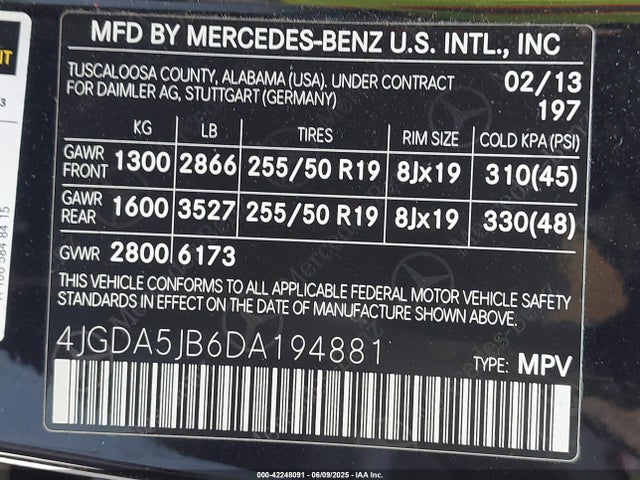 MFD BY MERCEDES-BENZ U.S. INTL., INC
TUSCALOOSA COUNTY, ALABAMA (USA). UNDER CONTRACT 02/13
FOR DAIMLER AG, STUTTGART (GERMANY) 197
KG LB TIRES RIM SIZE COLD KPA (PSI)
GAWR FRONT 1300 2866 255/50 R19 8Jx19 310(45)
GAWR REAR 1600 3527 255/50 R19 8Jx19 330(48)
GVWR 2800 6173
THIS VEHICLE CONFORMS TO ALL APPLICABLE FEDERAL MOTOR VEHICLE SAFETY
STANDARDS IN EFFECT ON THE DATE OF MANUFACTURE SHOWN ABOVE.
4JGDA5JB6DA194881
TYPE: MPV
000-42248091 - 06/09/2025 - IAA Inc.